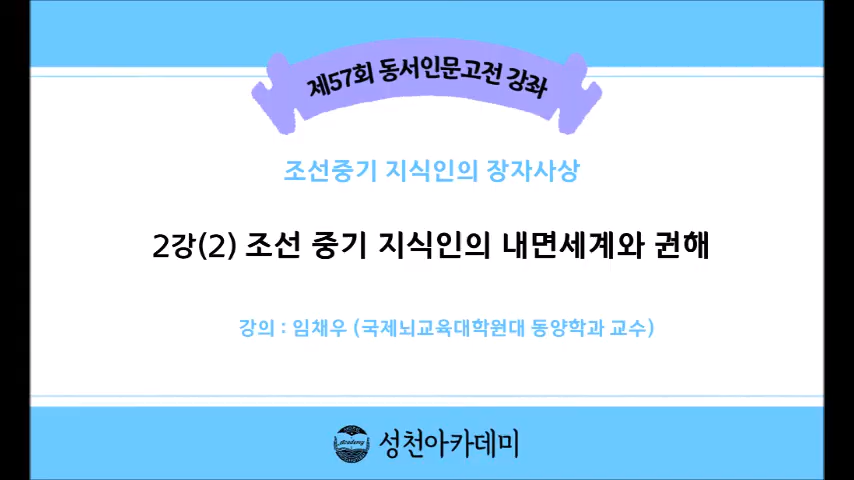 제57회 동서인문고전 강좌
조선중기 지식인의 장자사상
2강(2) 조선 중기 지식인의 내면세계와 권해
강의 : 임채우 (국제뇌교육대학원대 동양학과 교수)
Academy 성천아카데미